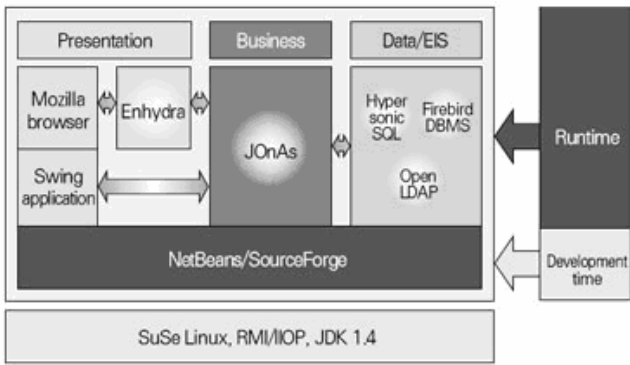 Presentation
Business
Data/EIS
Mozilla
browser
Enhydra
JOnAs
Hyper
sonic
SQL
Firebird
DBMS
Open
LDAP
Swing
application
NetBeans/SourceForge
Runtime
Development
time
SuSe Linux, RMI/IIOP, JDK 1.4